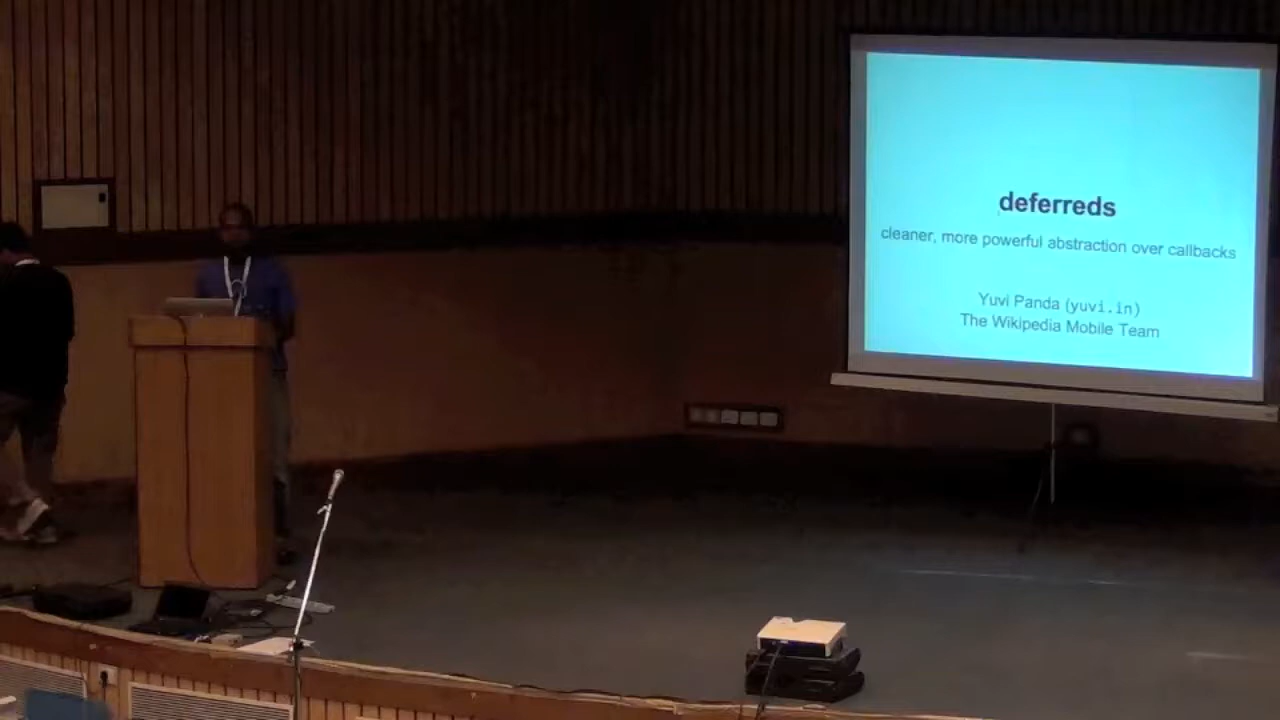 deferreds
cleaner, more powerful abstraction over callbacks
Yuvi Panda (yuvi.in)
The Wikipedia Mobile Team